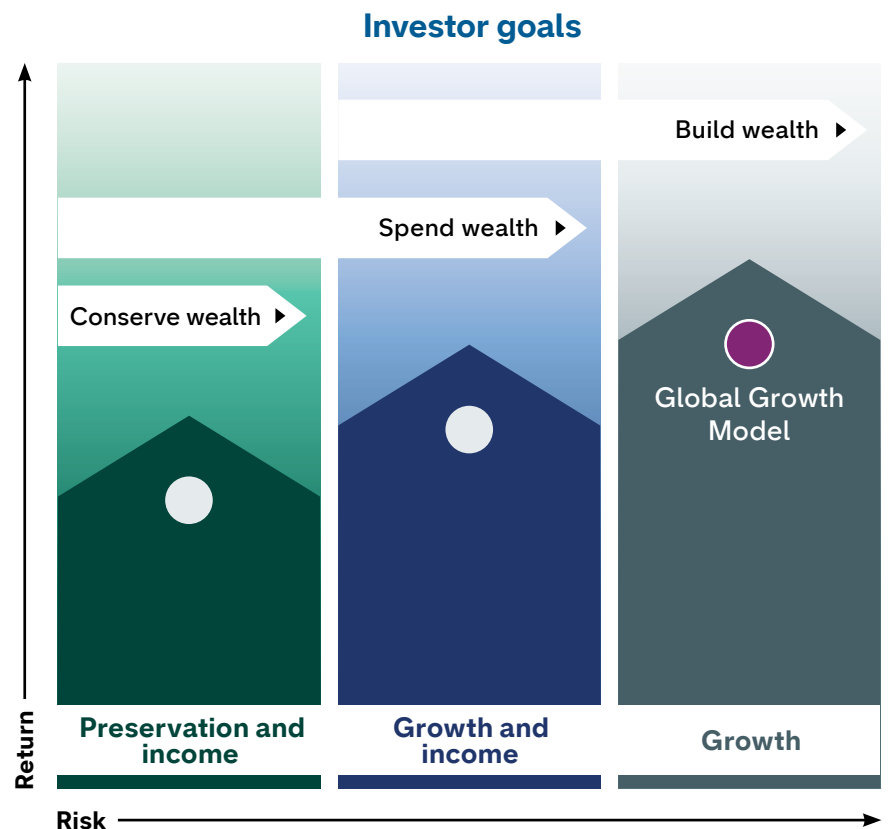 Investor goals
Build wealth
Spend wealth
Conserve wealth
Global Growth
Model
Preservation and
income
Growth and
income
Growth
Return
Risk